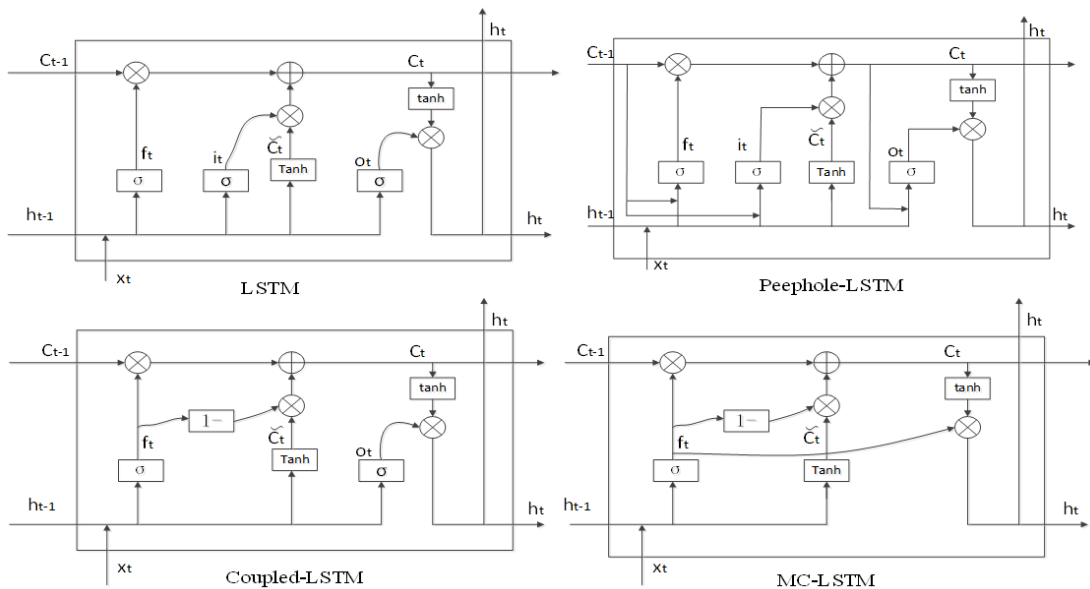 ht
Ct-1
Ct
tanh
ft
it
C̃t
Ot
σ
σ
Tanh
σ
ht-1
ht
xt
LSTM
ht
Ct-1
Ct
tanh
ft
it
C̃t
Ot
σ
σ
Tanh
σ
ht-1
ht
xt
Peephole-LSTM
ht
Ct-1
Ct
tanh
1-
ft
C̃t
Ot
σ
Tanh
σ
ht-1
ht
xt
Coupled-LSTM
ht
Ct-1
Ct
tanh
1-
ft
C̃t
σ
Tanh
ht-1
ht
xt
MC-LSTM